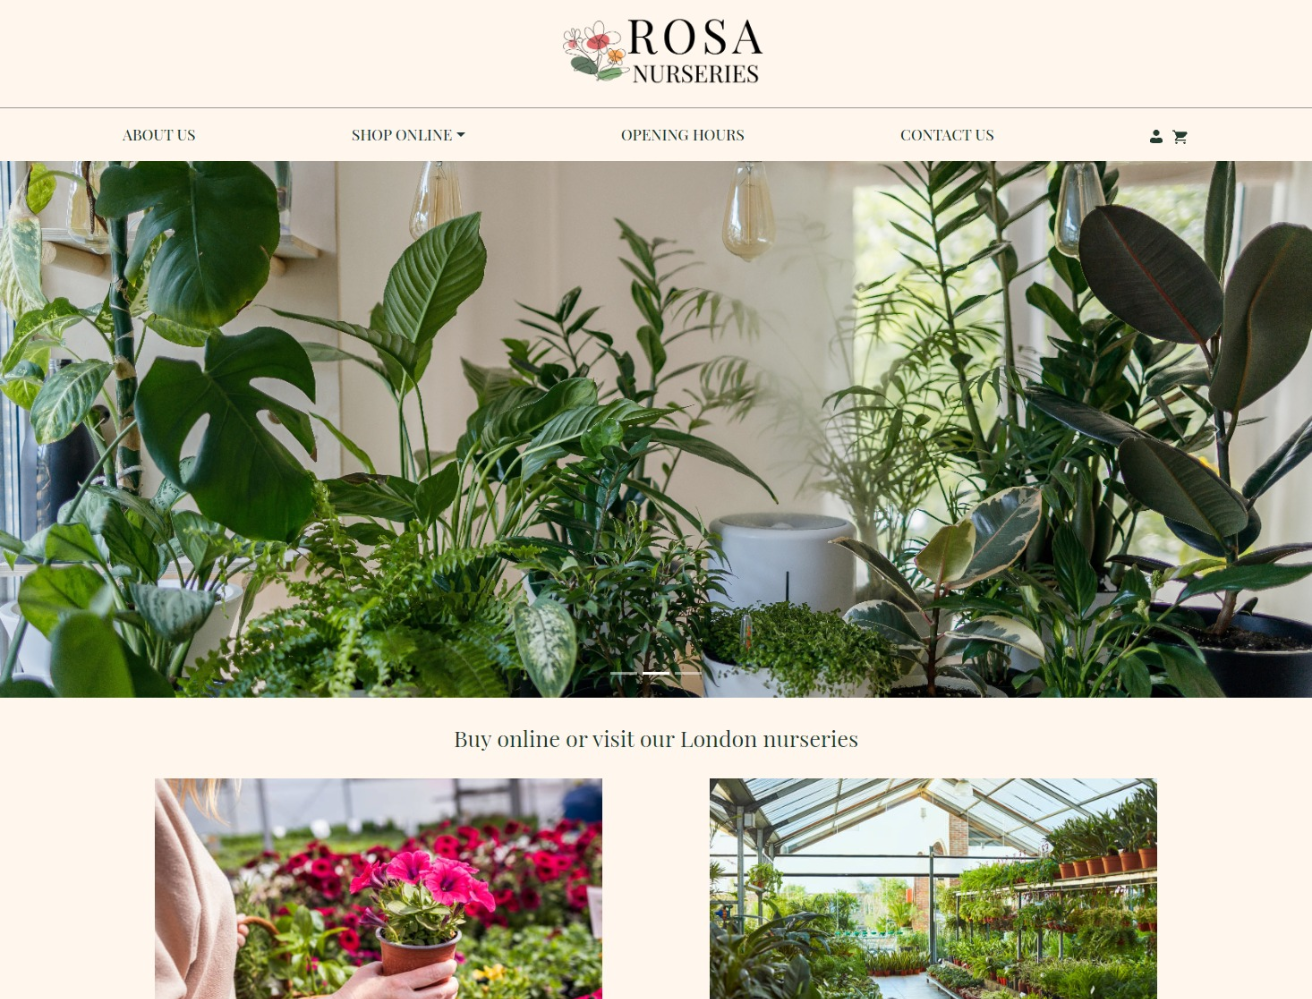 ROSA
NURSERIES
ABOUT US
SHOP ONLINE
OPENING HOURS
CONTACT US
Buy online or visit our London nurseries